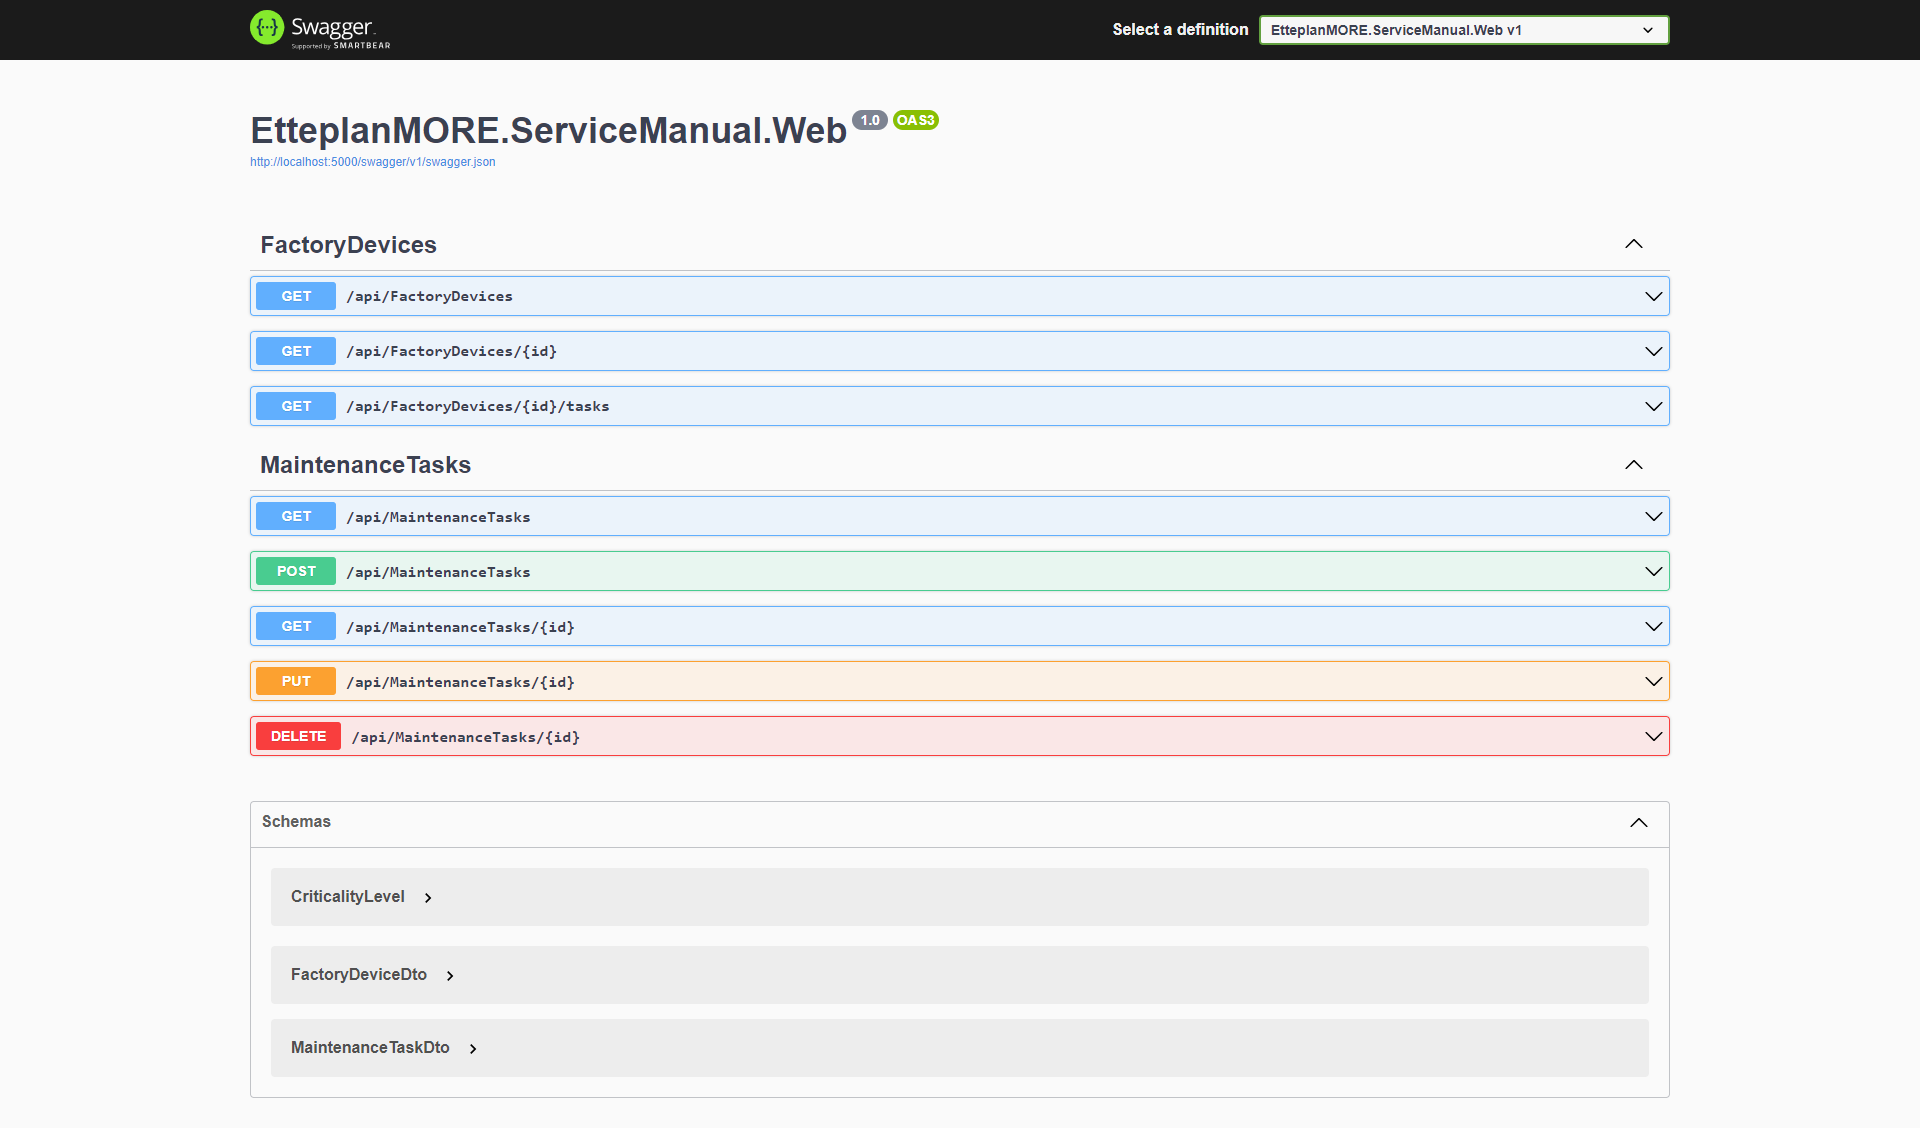 Swagger
Supported by SMARTBEAR
Select a definition
EtteplanMORE.ServiceManual.Web v1
EtteplanMORE.ServiceManual.Web 1.0 OAS3
http://localhost:5000/swagger/v1/swagger.json
FactoryDevices
GET /api/FactoryDevices
GET /api/FactoryDevices/{id}
GET /api/FactoryDevices/{id}/tasks
MaintenanceTasks
GET /api/MaintenanceTasks
POST /api/MaintenanceTasks
GET /api/MaintenanceTasks/{id}
PUT /api/MaintenanceTasks/{id}
DELETE /api/MaintenanceTasks/{id}
Schemas
CriticalityLevel
FactoryDeviceDto
MaintenanceTaskDto